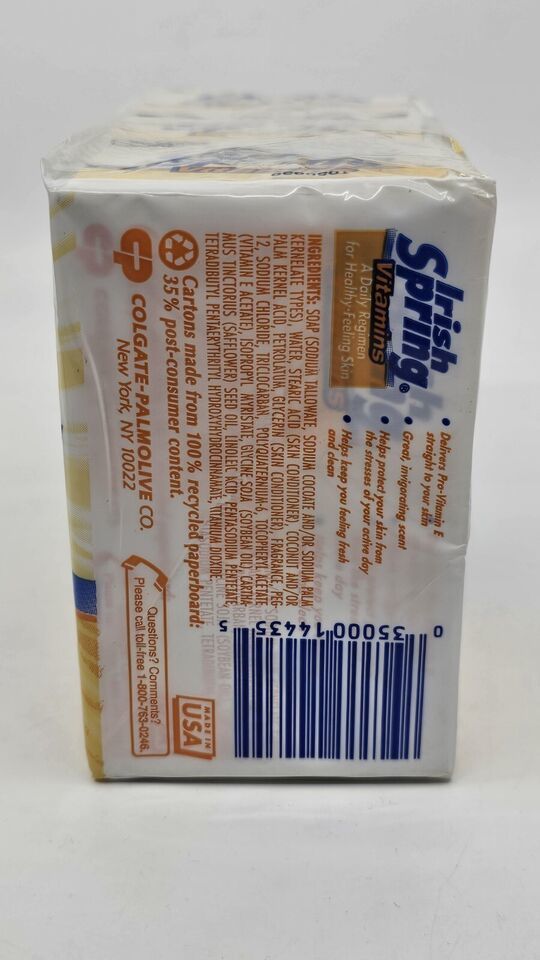 Irish
Spring®
Vitamins
A Daily Regimen
for Healthy-Feeling Skin
• Delivers Pro-Vitamin E
straight to your skin
• Great, invigorating scent
• Helps protect your skin from
the stresses of your active day
• Helps keep you feeling fresh
and clean
INGREDIENTS: SOAP (SODIUM TALLOWATE, SODIUM COCOATE AND/OR SODIUM PALM
KERNELATE TYPES), WATER, STEARIC ACID (SKIN CONDITIONER), COCONUT AND/OR
PALM KERNEL ACID, PETROLATUM, GLYCERIN (SKIN CONDITIONER), FRAGRANCE, PEG-
12, SODIUM CHLORIDE, TRICLOCARBAN, POLYQUATERNIUM-6, TOCOPHERYL ACETATE
(VITAMIN E ACETATE), ISOPROPYL MYRISTATE, GLYCINE SOJA (SOYBEAN OIL), CARTHA-
MUS TINCTORIUS (SAFFLOWER) SEED OIL, LINOLEIC ACID, PENTASODIUM PENTETATE,
TETRADIBUTYL PENTAERYTHRITYL HYDROXYHYDROCINNAMATE, TITANIUM DIOXIDE
Cartons made from 100% recycled paperboard:
35% post-consumer content.
CP COLGATE-PALMOLIVE CO.
New York, NY 10022
Questions? Comments?
Please call toll-free 1-800-763-0246.
MADE IN
USA
0 35000 14435 5